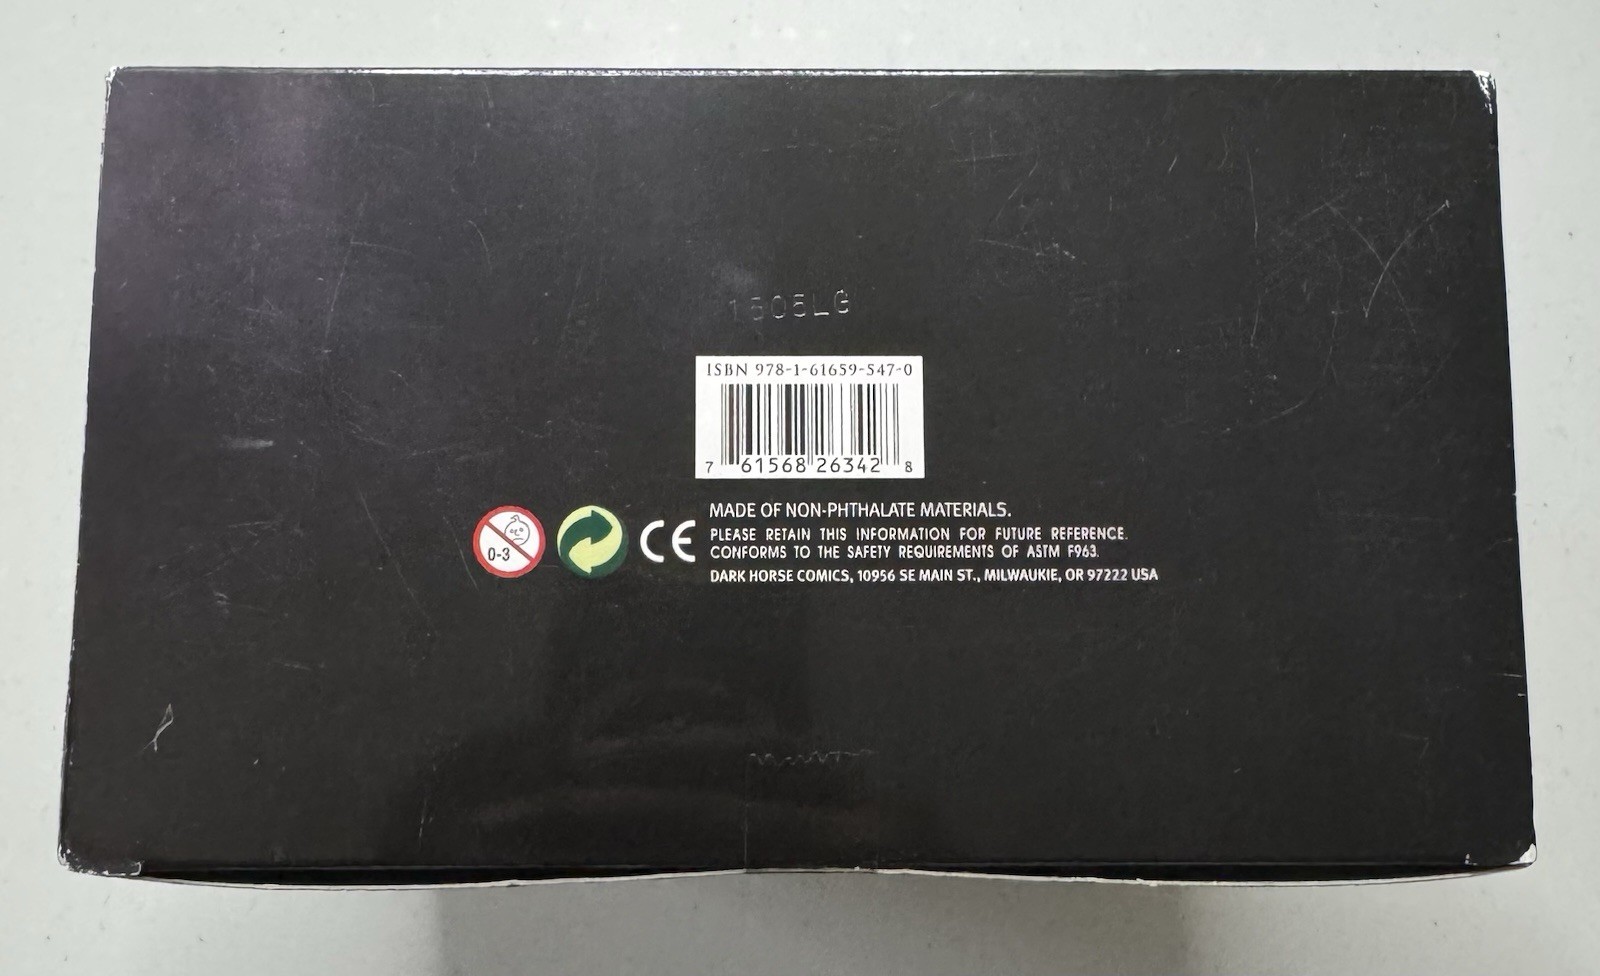 1505LG
ISBN 978-1-61659-547-0
7 61568 26342 8
0-3
CE
MADE OF NON-PHTHALATE MATERIALS.
PLEASE RETAIN THIS INFORMATION FOR FUTURE REFERENCE.
CONFORMS TO THE SAFETY REQUIREMENTS OF ASTM F963.
DARK HORSE COMICS, 10956 SE MAIN ST., MILWAUKIE, OR 97222 USA